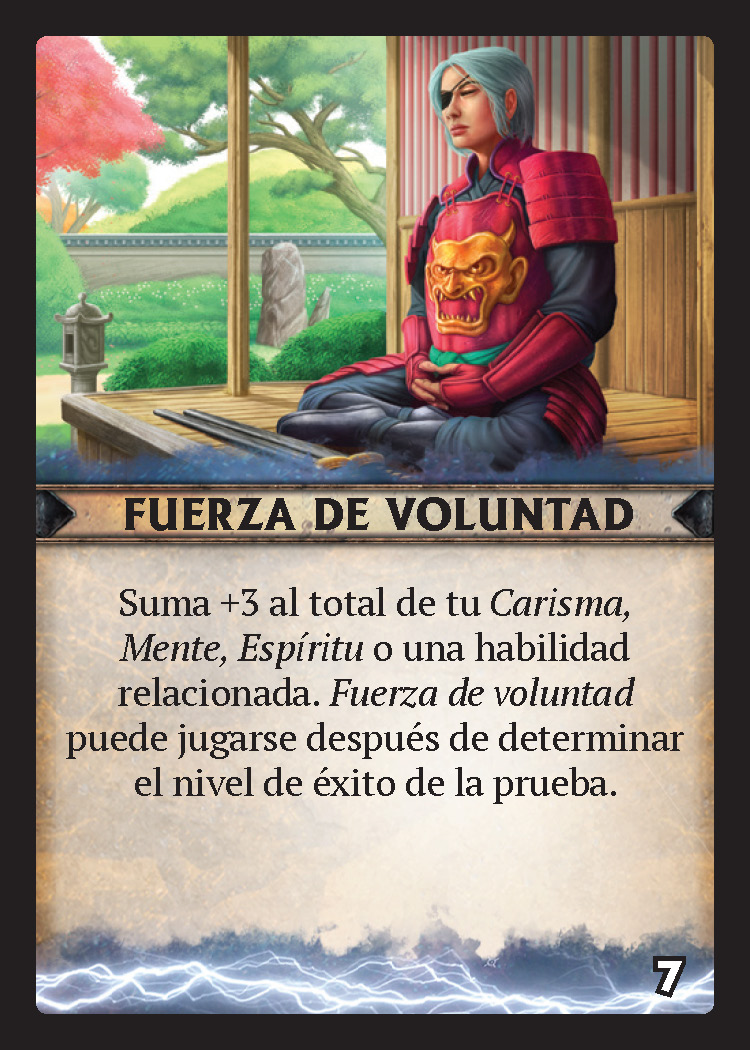 FUERZA DE VOLUNTAD
Suma +3 al total de tu Carisma,
Mente, Espíritu o una habilidad
relacionada. Fuerza de voluntad
puede jugarse después de determinar
el nivel de éxito de la prueba.
7